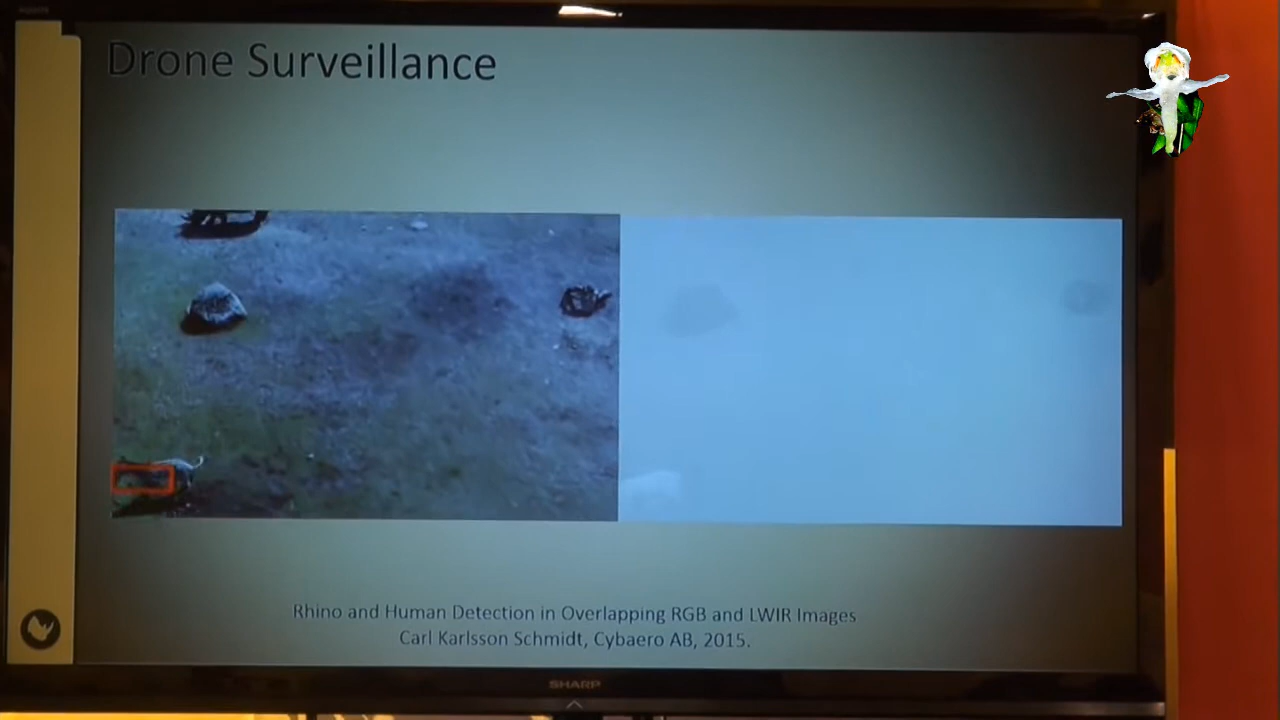 Drone Surveillance
Rhino and Human Detection in Overlapping RGB and LWIR Images
Carl Karlsson Schmidt, Cybaero AB, 2015.
SHARP